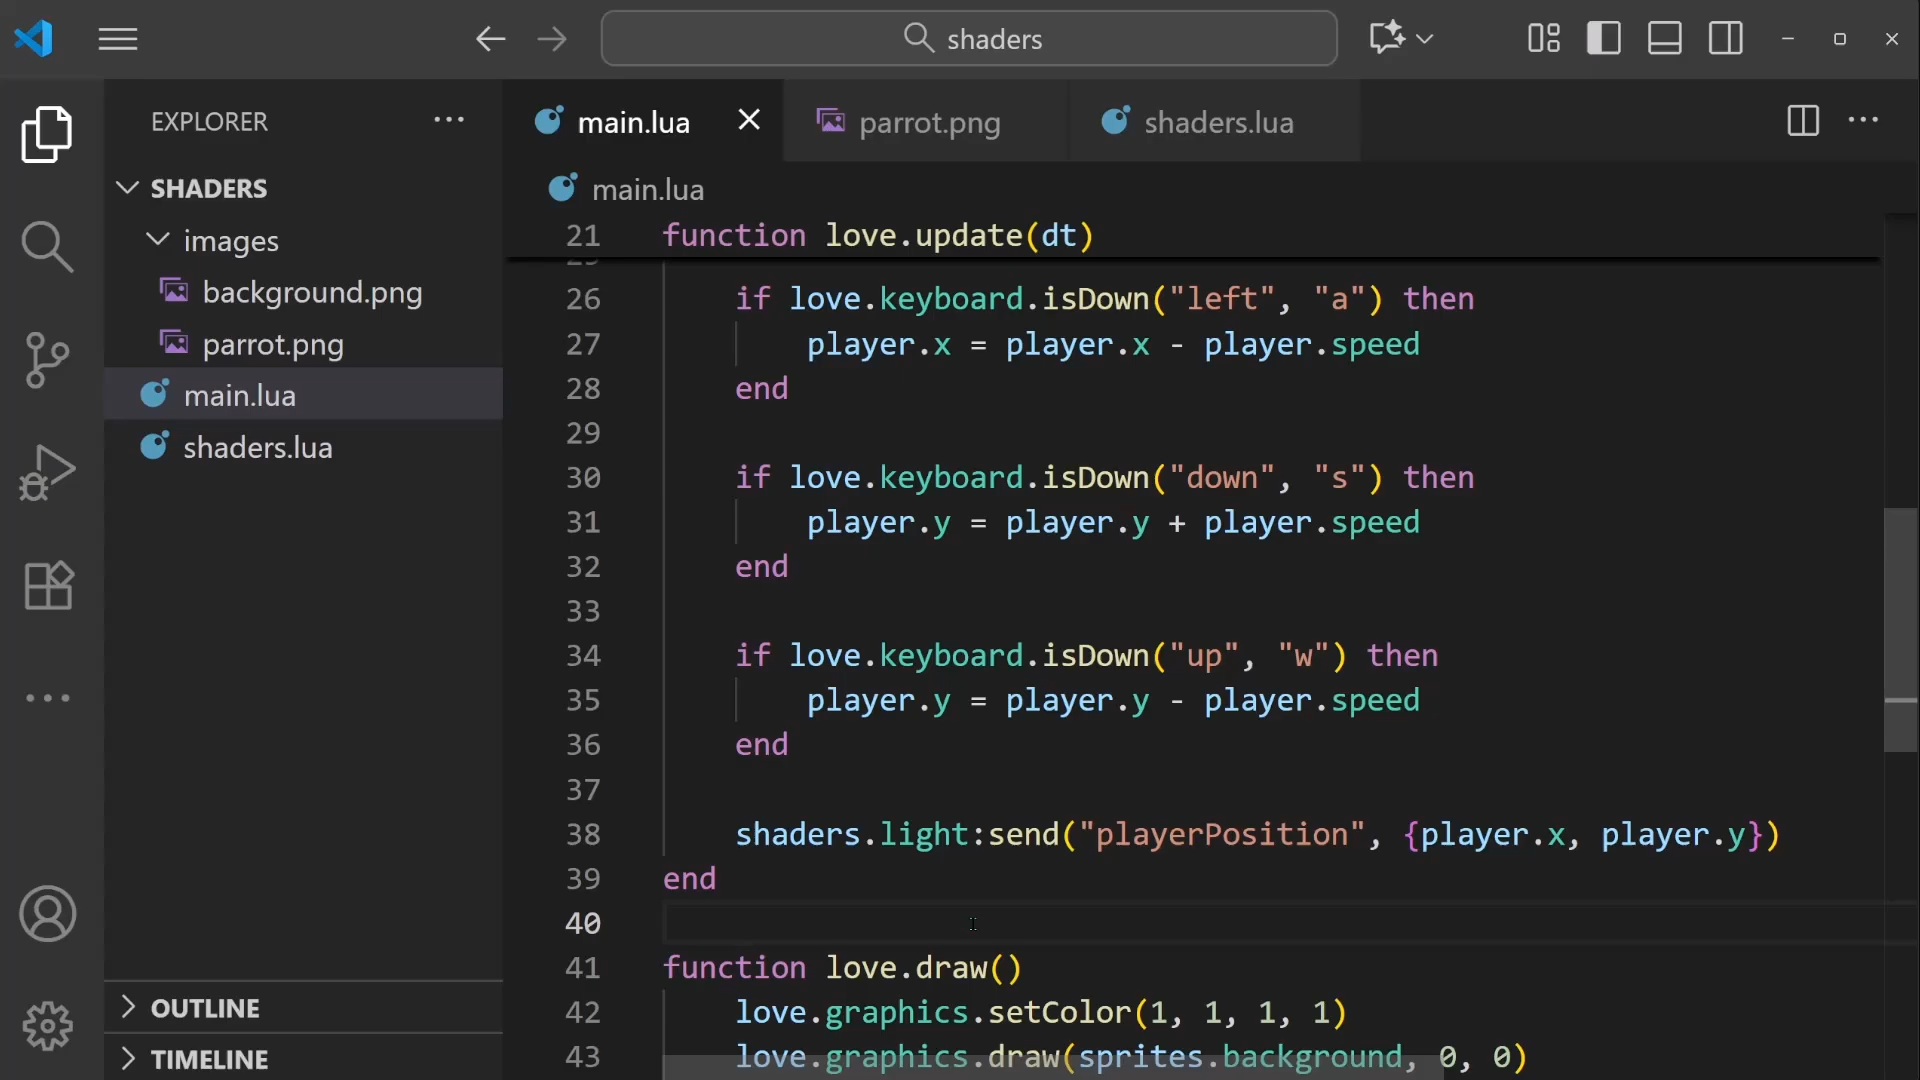 shaders
EXPLORER
SHADERS
images
background.png
parrot.png
main.lua
shaders.lua
OUTLINE
TIMELINE
main.lua
parrot.png
shaders.lua
main.lua
21 function love.update(dt)
26 if love.keyboard.isDown("left", "a") then
27 player.x = player.x - player.speed
28 end
29
30 if love.keyboard.isDown("down", "s") then
31 player.y = player.y + player.speed
32 end
33
34 if love.keyboard.isDown("up", "w") then
35 player.y = player.y - player.speed
36 end
37
38 shaders.light:send("playerPosition", {player.x, player.y})
39 end
40
41 function love.draw()
42 love.graphics.setColor(1, 1, 1, 1)
43 love.graphics.draw(sprites.background, 0, 0)